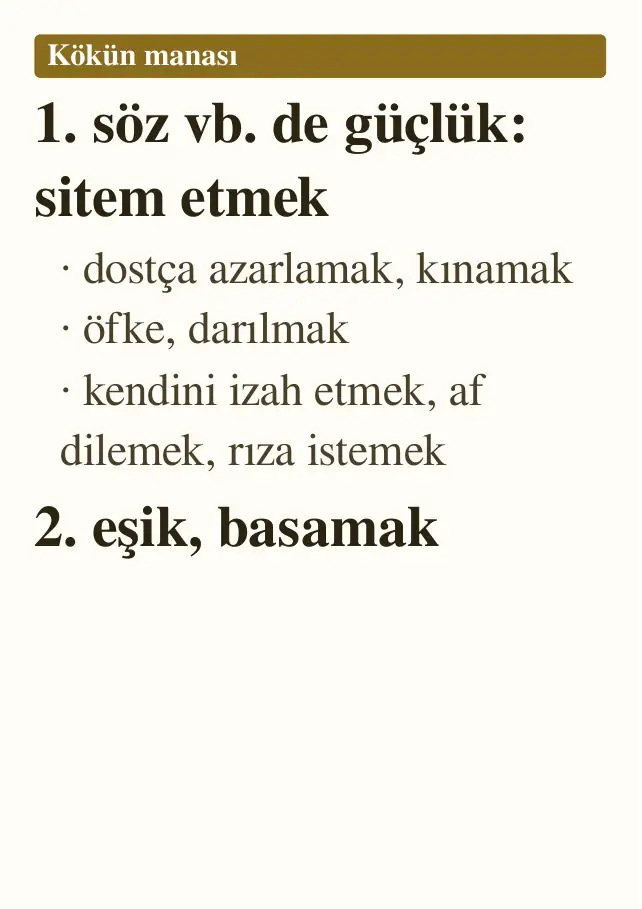 Kökün manası
1. söz vb. de güçlük:
sitem etmek
· dostça azarlamak, kınamak
· öfke, darılmak
· kendini izah etmek, af
dilemek, rıza istemek
2. eşik, basamak